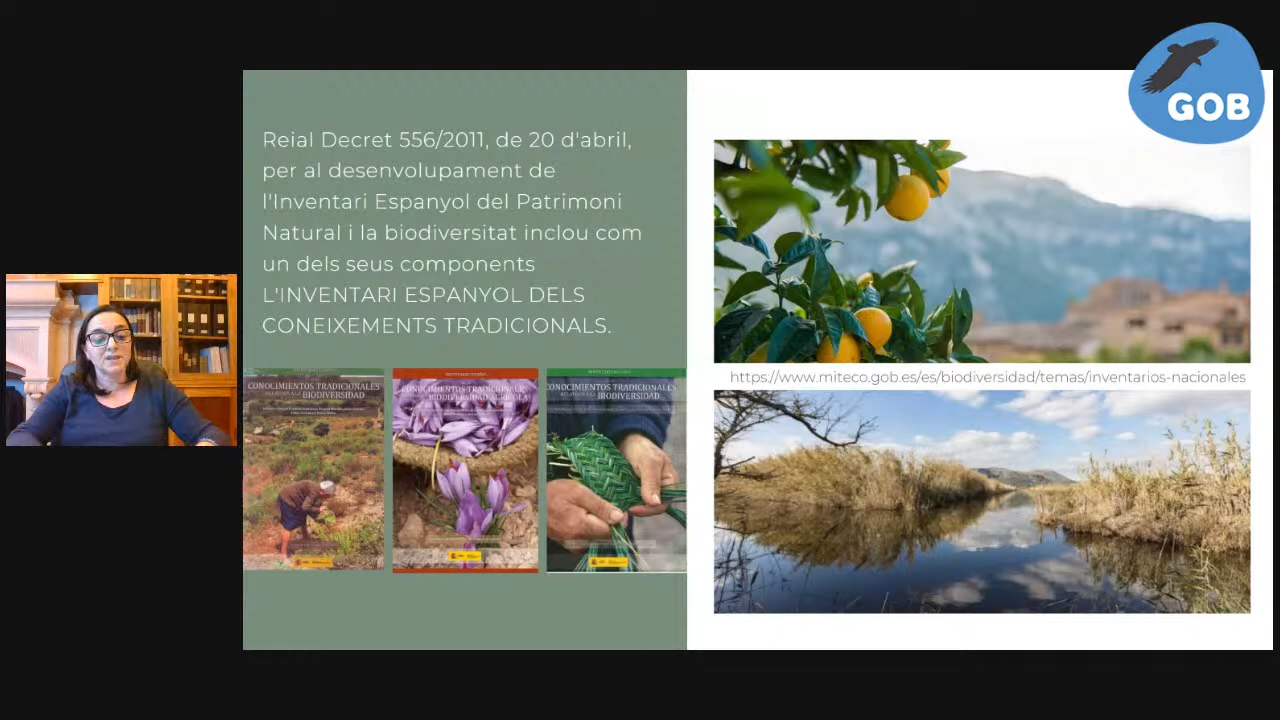 GOB
Reial Decret 556/2011, de 20 d'abril,
per al desenvolupament de
l'Inventari Espanyol del Patrimoni
Natural i la biodiversitat inclou com
un dels seus components
L'INVENTARI ESPANYOL DELS
CONEIXEMENTS TRADICIONALS.
CONOCIMIENTOS TRADICIONALES
BIODIVERSIDAD
CONOCIMIENTOS TRADICIONALES
BIODIVERSIDAD AGRÍCOLA
CONOCIMIENTOS TRADICIONALES
BIODIVERSIDAD
https://www.miteco.gob.es/es/biodiversidad/temas/inventarios-nacionales